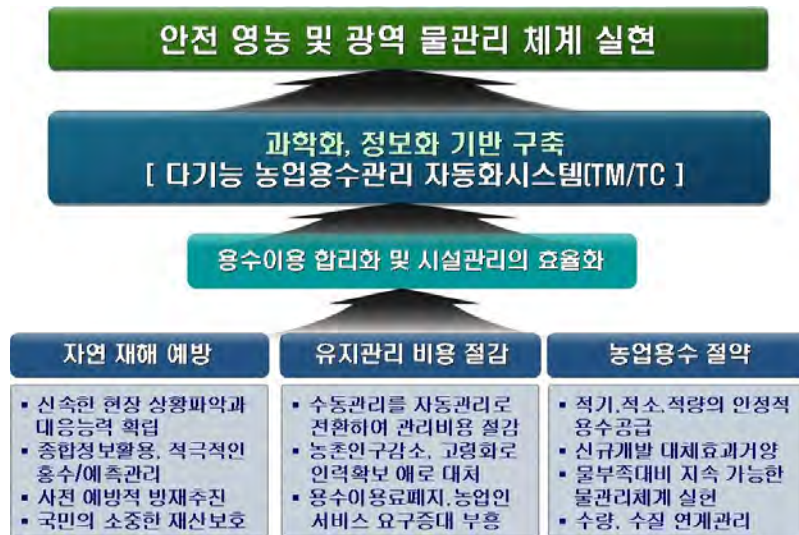 안전 영농 및 광역 물관리 체계 실현
과학화, 정보화 기반 구축
[ 다기능 농업용수관리 자동화시스템(TM/TC ]
용수이용 합리화 및 시설관리의 효율화
자연 재해 예방
▪ 신속한 현장 상황파악과
대응능력 확립
▪ 종합정보활용, 적극적인
홍수/예측관리
▪ 사전 예방적 방재추진
▪ 국민의 소중한 재산보호
유지관리 비용 절감
▪ 수동관리를 자동관리로
전환하여 관리비용 절감
▪ 농촌인구감소, 고령화로
인력확보 애로 대처
▪ 용수이용료폐지,농업인
서비스 요구증대 부흥
농업용수 절약
▪ 적기,적소,적량의 안정적
용수공급
▪ 신규개발 대체효과거양
▪ 물부족대비 지속 가능한
물관리체계 실현
▪ 수량, 수질 연계관리